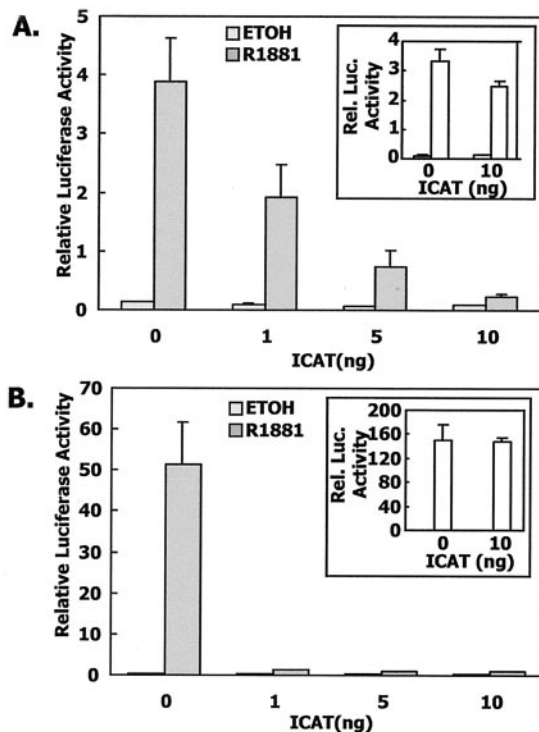 A.
5
4
3
2
1
0
Relative Luciferase Activity
ETOH
R1881
0 1 5 10
ICAT(ng)
4
3
2
1
0
Rel. Luc.
Activity
0 10
ICAT (ng)
B.
70
60
50
40
30
20
10
0
Relative Luciferase Activity
ETOH
R1881
0 1 5 10
ICAT(ng)
200
160
120
80
40
0
Rel. Luc.
Activity
0 10
ICAT (ng)